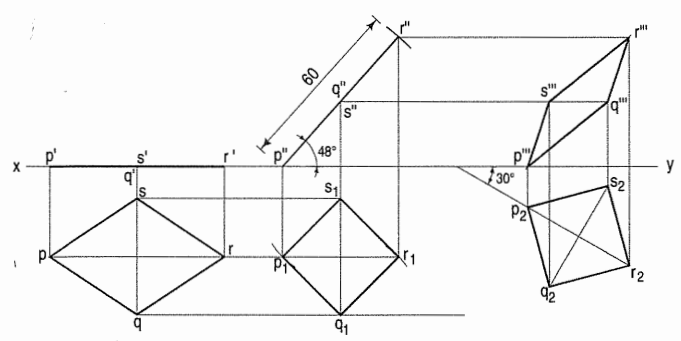 r" r'''
60
q" s''' q'''
s"
p' s' r' p" 48° p'''
x y
q' 30°
s s₁ s₂
p₂
p r p₁ r₁
r₂
q₂
q q₁